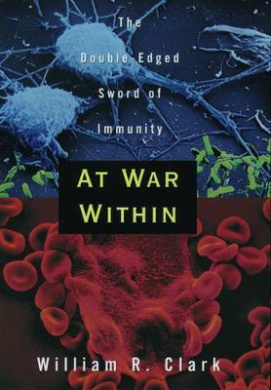 The
Double-Edged
Sword of
Immunity
AT WAR
WITHIN
William R. Clark